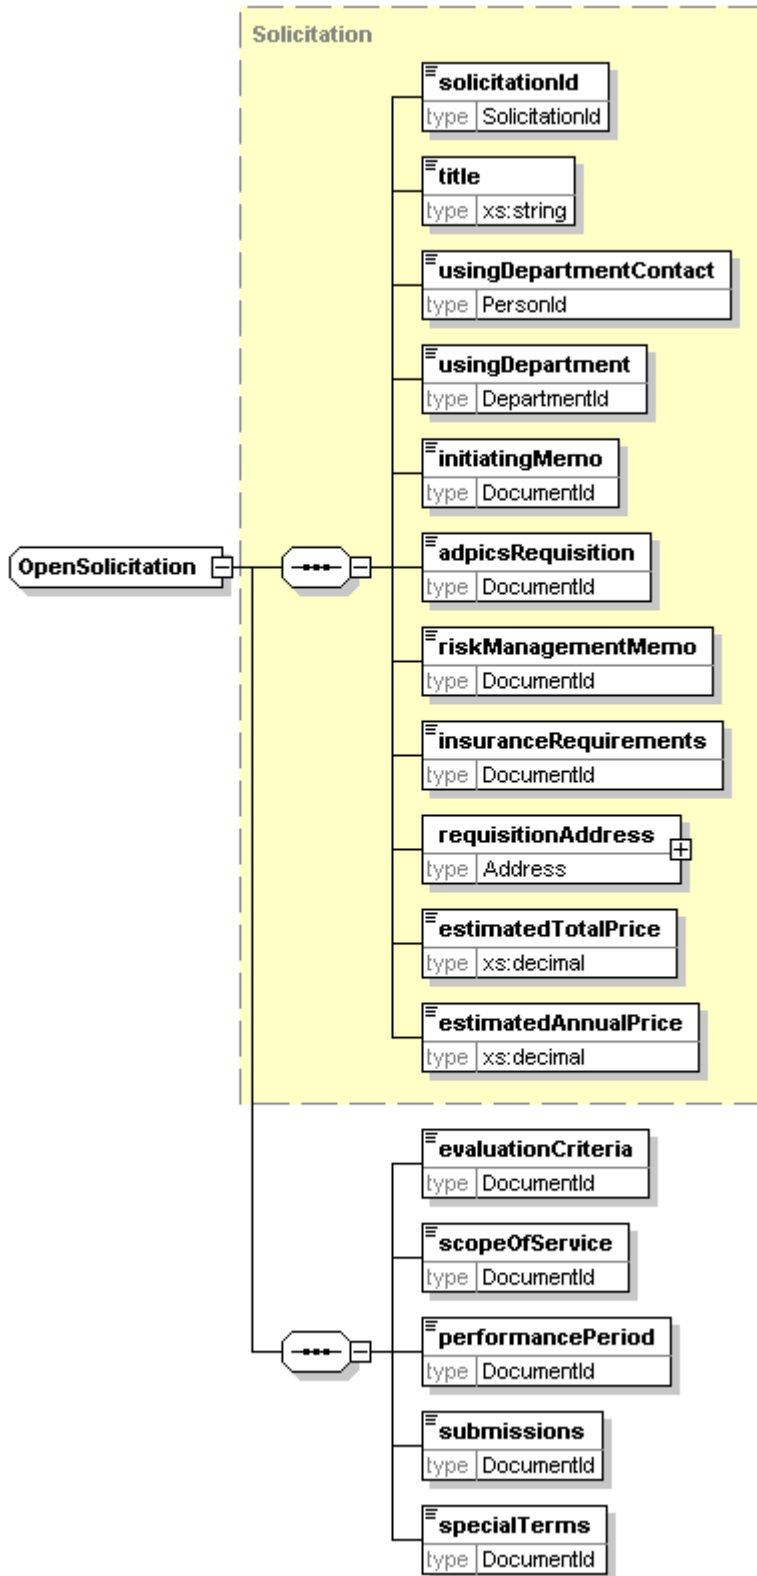 Solicitation
solicitationId
type SolicitationId
title
type xs:string
usingDepartmentContact
type PersonId
usingDepartment
type DepartmentId
initiatingMemo
type DocumentId
OpenSolicitation
adpicsRequisition
type DocumentId
riskManagementMemo
type DocumentId
insuranceRequirements
type DocumentId
requisitionAddress
type Address
estimatedTotalPrice
type xs:decimal
estimatedAnnualPrice
type xs:decimal
evaluationCriteria
type DocumentId
scopeOfService
type DocumentId
performancePeriod
type DocumentId
submissions
type DocumentId
specialTerms
type DocumentId